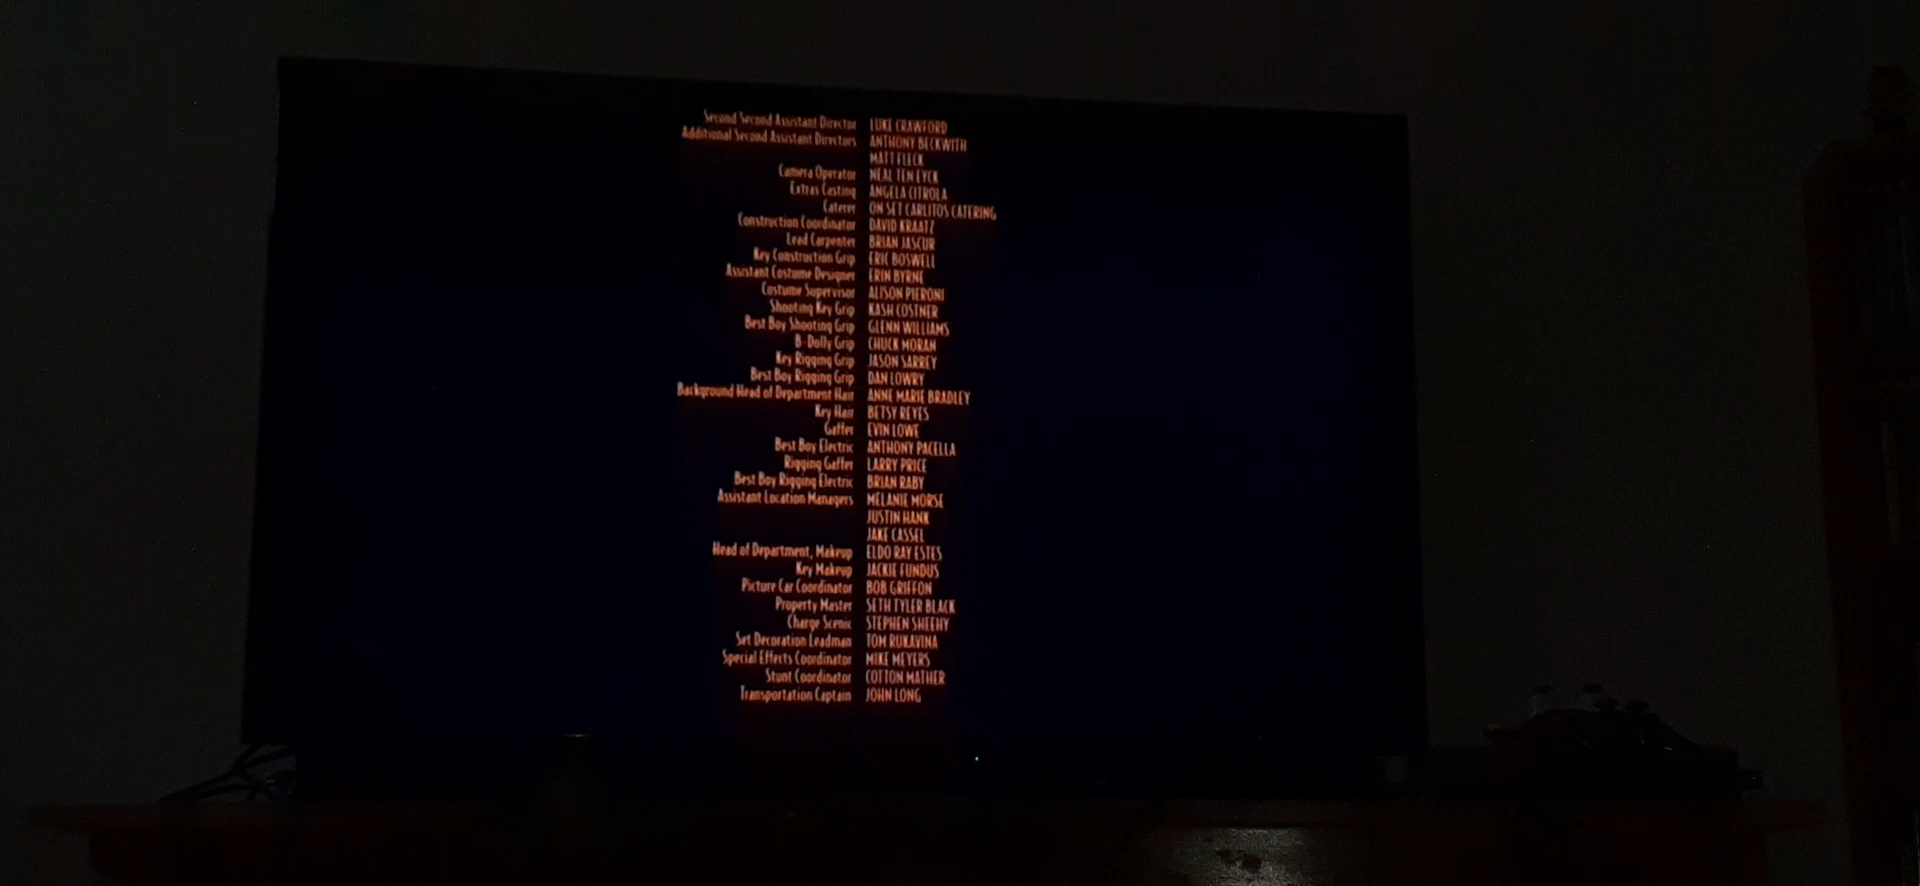 Second Second Assistant Director LUKE CRAWFORD
Additional Second Assistant Directors ANTHONY BECKWITH
MATT FLECK
Camera Operator NEAL TEN EYCK
Extras Casting ANGELA CITROLA
Caterer ON SET CARLITOS CATERING
Construction Coordinator DAVID KRAATZ
Lead Carpenter BRIAN JASCUR
Key Construction Grip ERIC BOSWELL
Assistant Costume Designer ERIN BYRNE
Costume Supervisor ALISON PIERONI
Shooting Key Grip KASH COSTNER
Best Boy Shooting Grip GLENN WILLIAMS
B-Dolly Grip CHUCK MORAN
Key Rigging Grip JASON SARREY
Best Boy Rigging Grip DAN LOWRY
Background Head of Department Hair ANNE MARIE BRADLEY
Key Hair BETSY REYES
Gaffer EVIN LOWE
Best Boy Electric ANTHONY PACELLA
Rigging Gaffer LARRY PRICE
Best Boy Rigging Electric BRIAN RABY
Assistant Location Managers MELANIE MORSE
JUSTIN HANK
JAKE CASSEL
Head of Department, Makeup ELDO RAY ESTES
Key Makeup JACKIE FUNDUS
Picture Car Coordinator BOB GRIFFON
Property Master SETH TYLER BLACK
Charge Scenic STEPHEN SHEEHY
Set Decoration Leadman TOM RUKAVINA
Special Effects Coordinator MIKE MEYERS
Stunt Coordinator COTTON MATHER
Transportation Captain JOHN LONG